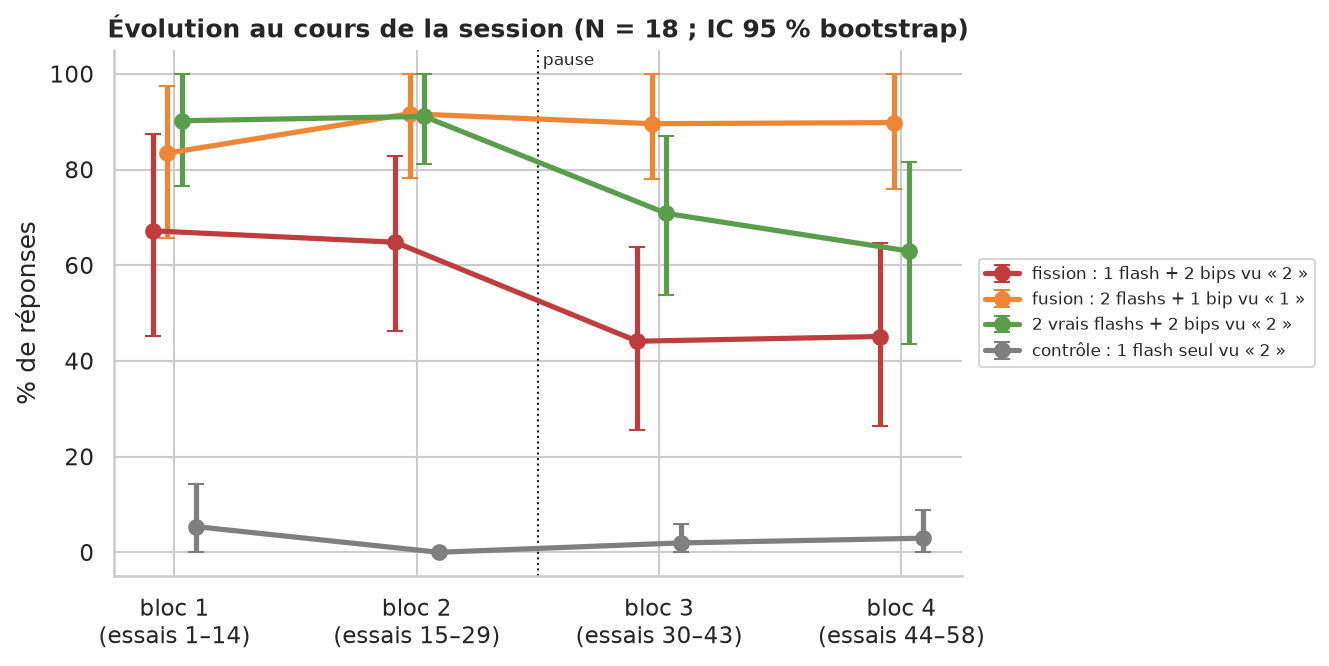 Évolution au cours de la session (N = 18 ; IC 95 % bootstrap)
pause
% de réponses
100
80
60
40
20
0
bloc 1
(essais 1–14)
bloc 2
(essais 15–29)
bloc 3
(essais 30–43)
bloc 4
(essais 44–58)
fission : 1 flash + 2 bips vu « 2 »
fusion : 2 flashs + 1 bip vu « 1 »
2 vrais flashs + 2 bips vu « 2 »
contrôle : 1 flash seul vu « 2 »